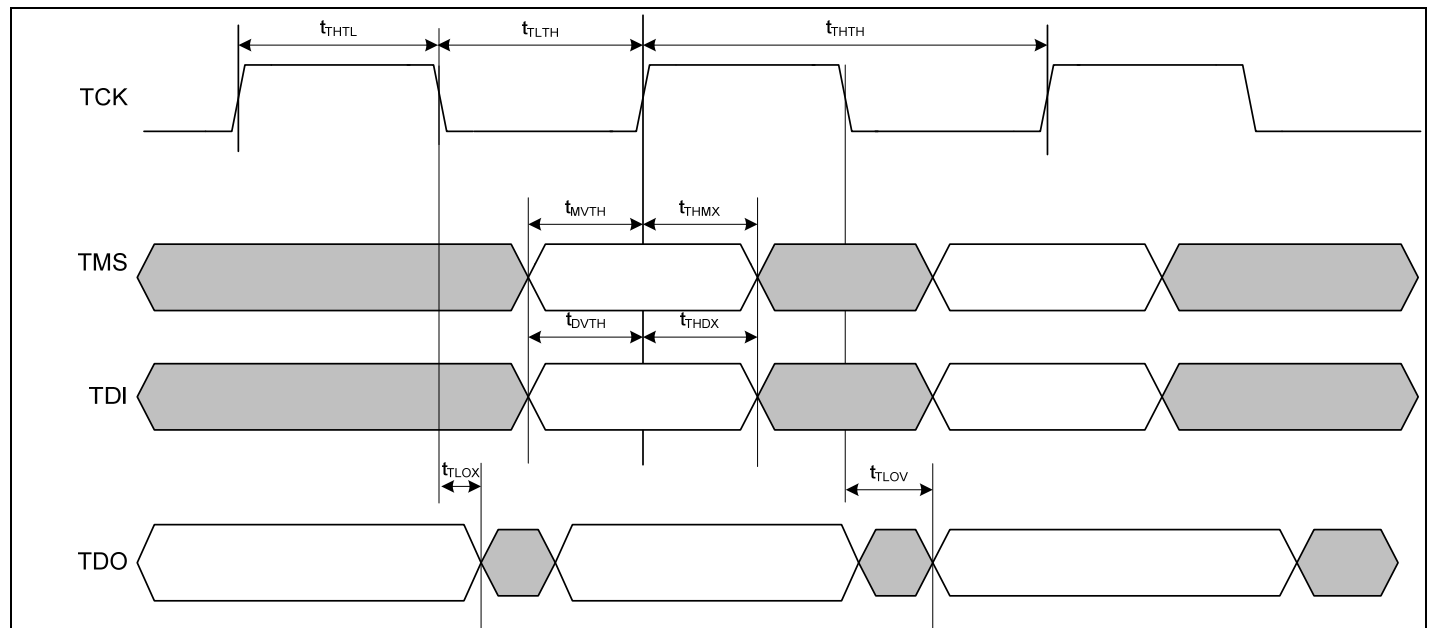 tTHTL tTLTH tTHTH
TCK
tMVTH tTHMX
TMS
tDVTH tTHDX
TDI
tTLOX tTLOV
TDO